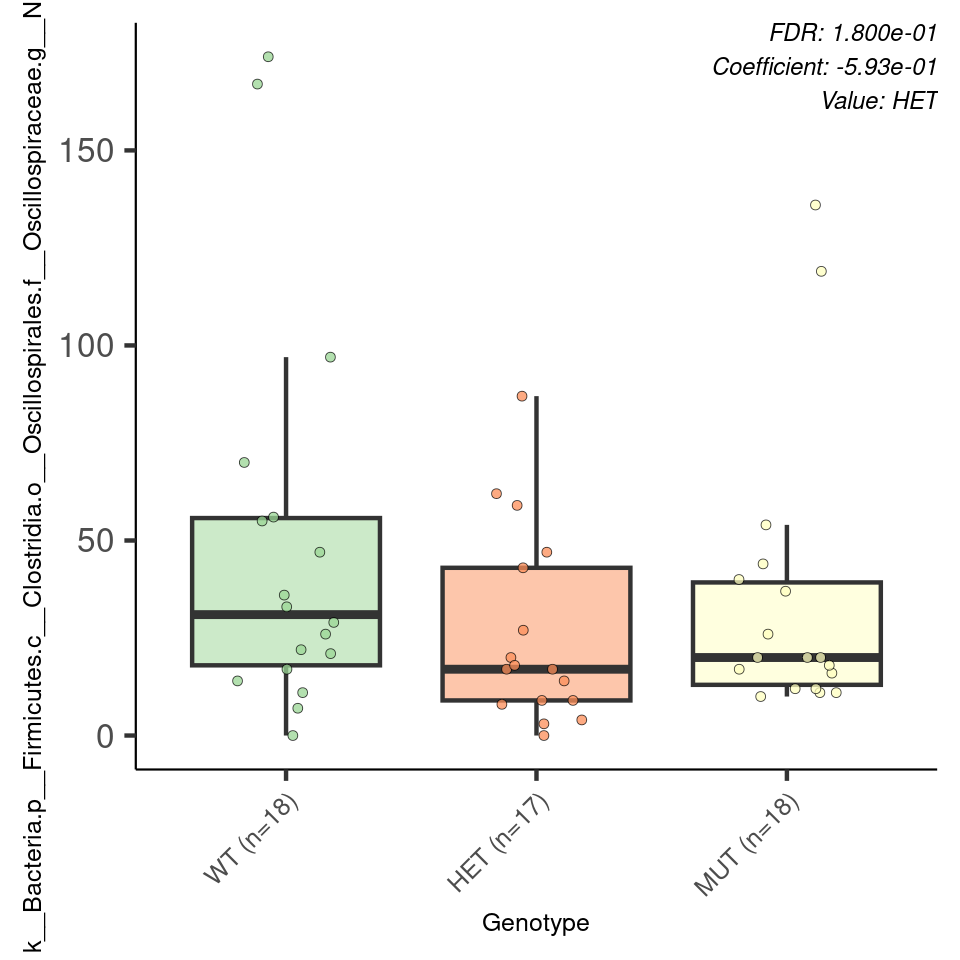 FDR: 1.800e-01
Coefficient: -5.93e-01
Value: HET
k__Bacteria.p__Firmicutes.c__Clostridia.o__Oscillospirales.f__Oscillospiraceae.g__N
150
100
50
0
WT (n=18)
HET (n=17)
MUT (n=18)
Genotype